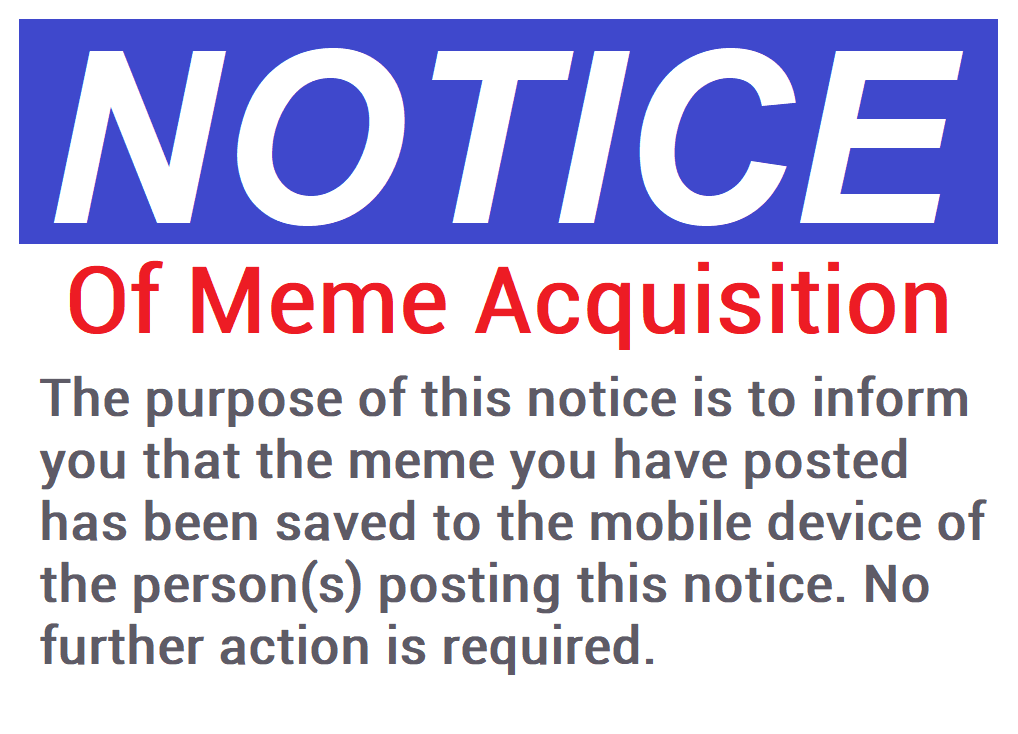 NOTICE
Of Meme Acquisition
The purpose of this notice is to inform
you that the meme you have posted
has been saved to the mobile device of
the person(s) posting this notice. No
further action is required.